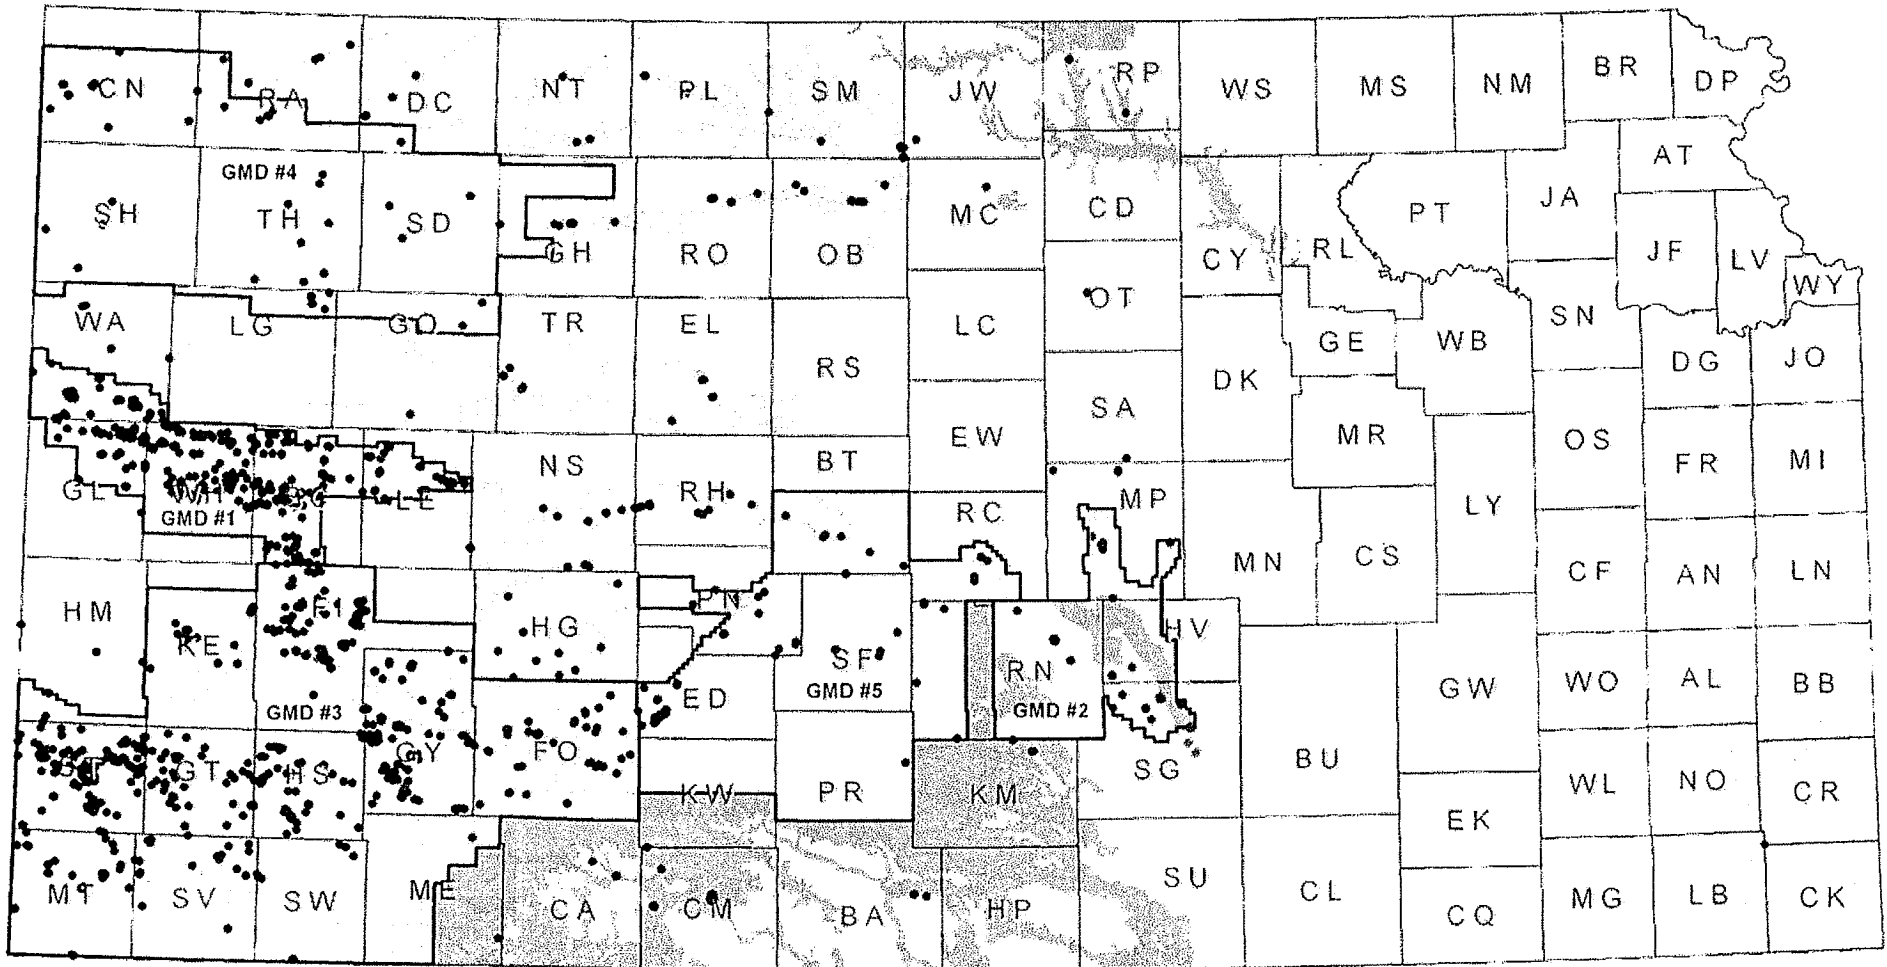 CN RA DC NT PL SM JW RP WS MS NM BR DP
AT
GMD #4
SH TH SD GH RO OB MC CD CY RL PT JA JF LV WY
WA LG GO TR EL RS LC OT DK GE WB SN DG JO
SA
GL WH SC LE NS RH BT EW RC MP MR LY OS FR MI
GMD #1
HM KE FI HG PN SF RN HV MN CS CF AN LN
GMD #3 ED GMD #5 GMD #2 GW WO AL BB
ST GT HS GY FO KW PR KM SG BU WL NO CR
EK
MT SV SW ME CA CM BA HP SU CL CQ MG LB CK